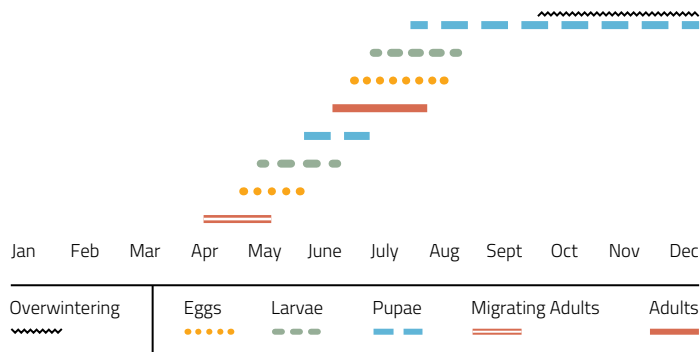 Jan Feb Mar Apr May June July Aug Sept Oct Nov Dec
Overwintering Eggs Larvae Pupae Migrating Adults Adults